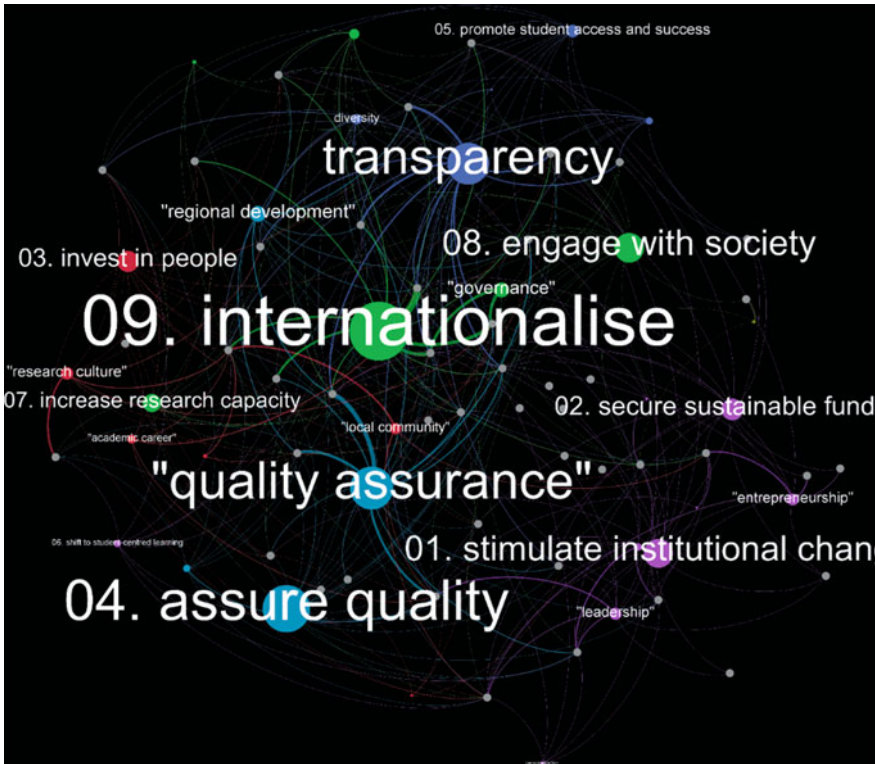 05. promote student access and success
diversity
transparency
"regional development"
08. engage with society
03. invest in people
"governance"
09. internationalise
"research culture"
07. increase research capacity
02. secure sustainable fund
"local community"
"academic career"
"quality assurance"
"entrepreneurship"
06. shift to student-centred learning
01. stimulate institutional chan
04. assure quality
"leadership"